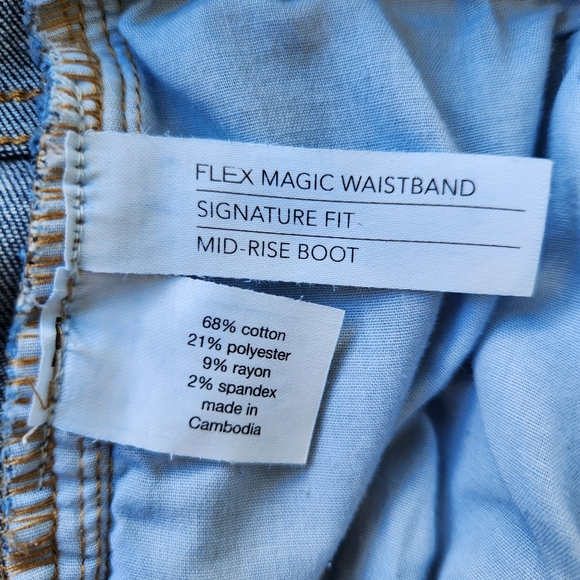 FLEX MAGIC WAISTBAND
SIGNATURE FIT
MID-RISE BOOT
68% cotton
21% polyester
9% rayon
2% spandex
made in
Cambodia